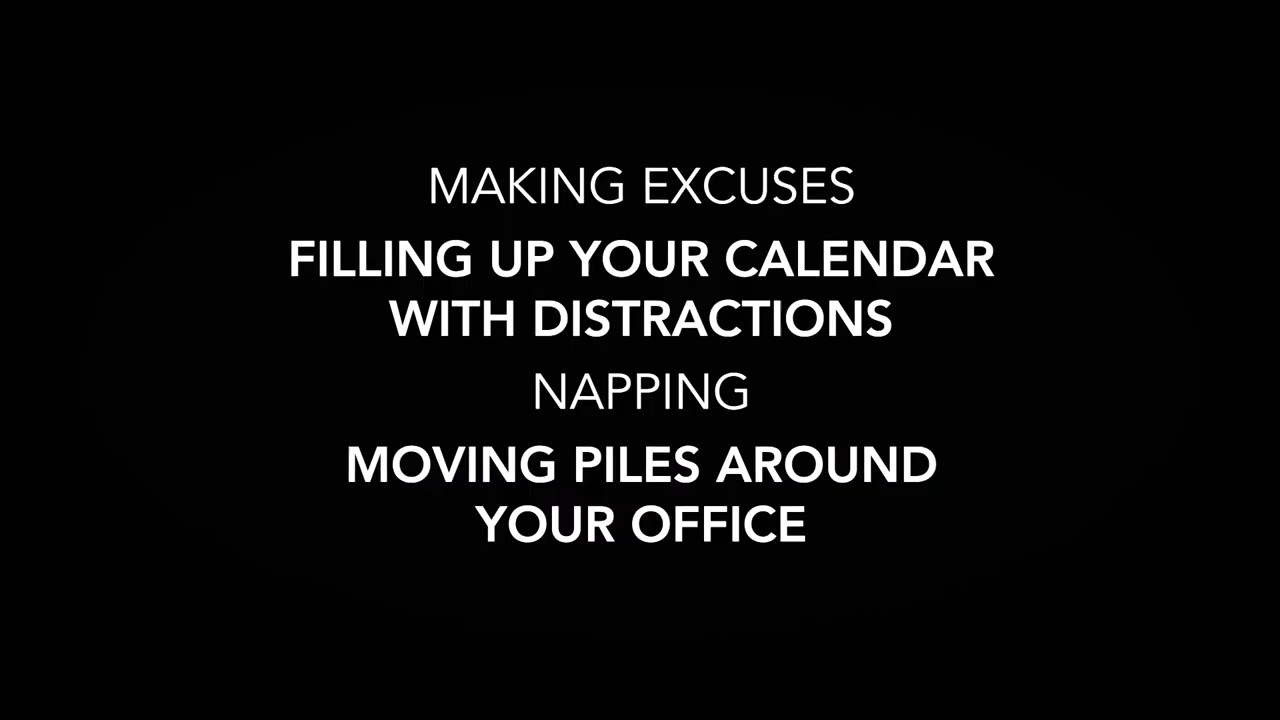 MAKING EXCUSES
FILLING UP YOUR CALENDAR
WITH DISTRACTIONS
NAPPING
MOVING PILES AROUND
YOUR OFFICE